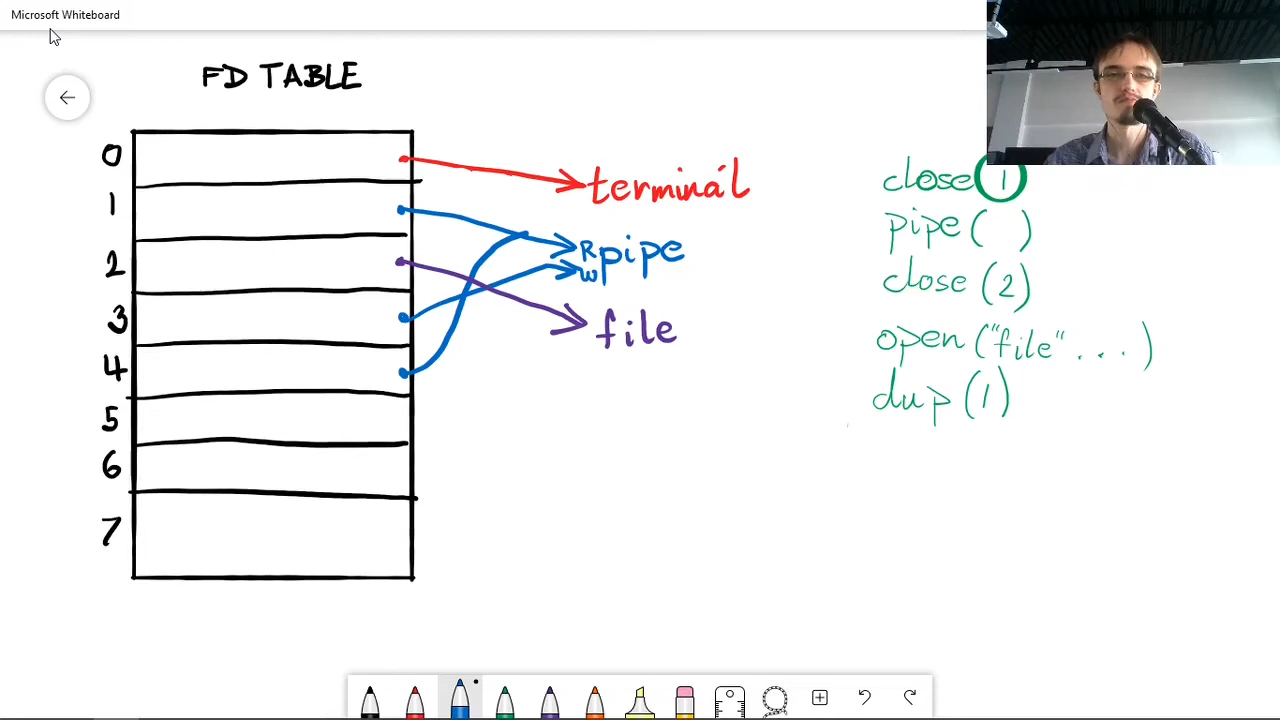 Microsoft Whiteboard
FD TABLE
0
1
2
3
4
5
6
7
terminal
R pipe
W
file
close 1
pipe ( )
close (2)
open ("file" ... )
dup (1)